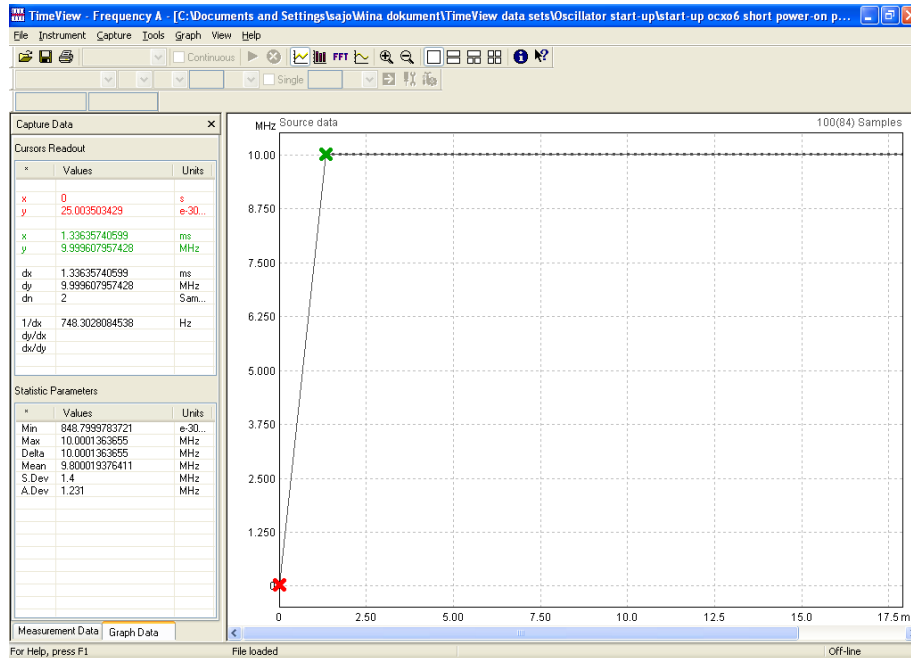 TimeView - Frequency A - [C:\Documents and Settings\sajo\Mina dokument\TimeView data sets\Oscillator start-up\start-up ocxo6 short power-on p...
File Instrument Capture Tools Graph View Help
Continuous FFT
Single
Capture Data
Cursors Readout
* Values Units
x 0 s
y 25.003503429 e-30...
x 1.33635740599 ms
y 9.999607957428 MHz
dx 1.33635740599 ms
dy 9.999607957428 MHz
dn 2 Sam...
1/dx 748.3028084538 Hz
dy/dx
dx/dy
Statistic Parameters
* Values Units
Min 848.7999783721 e-30...
Max 10.0001363655 MHz
Delta 10.0001363655 MHz
Mean 9.800019376411 MHz
S.Dev 1.4 MHz
A.Dev 1.231 MHz
Measurement Data Graph Data
MHz Source data 100(84) Samples
10.00
8.750
7.500
6.250
5.000
3.750
2.500
1.250
0
0 2.50 5.00 7.50 10.0 12.5 15.0 17.5 m
For Help, press F1 File loaded Off-line